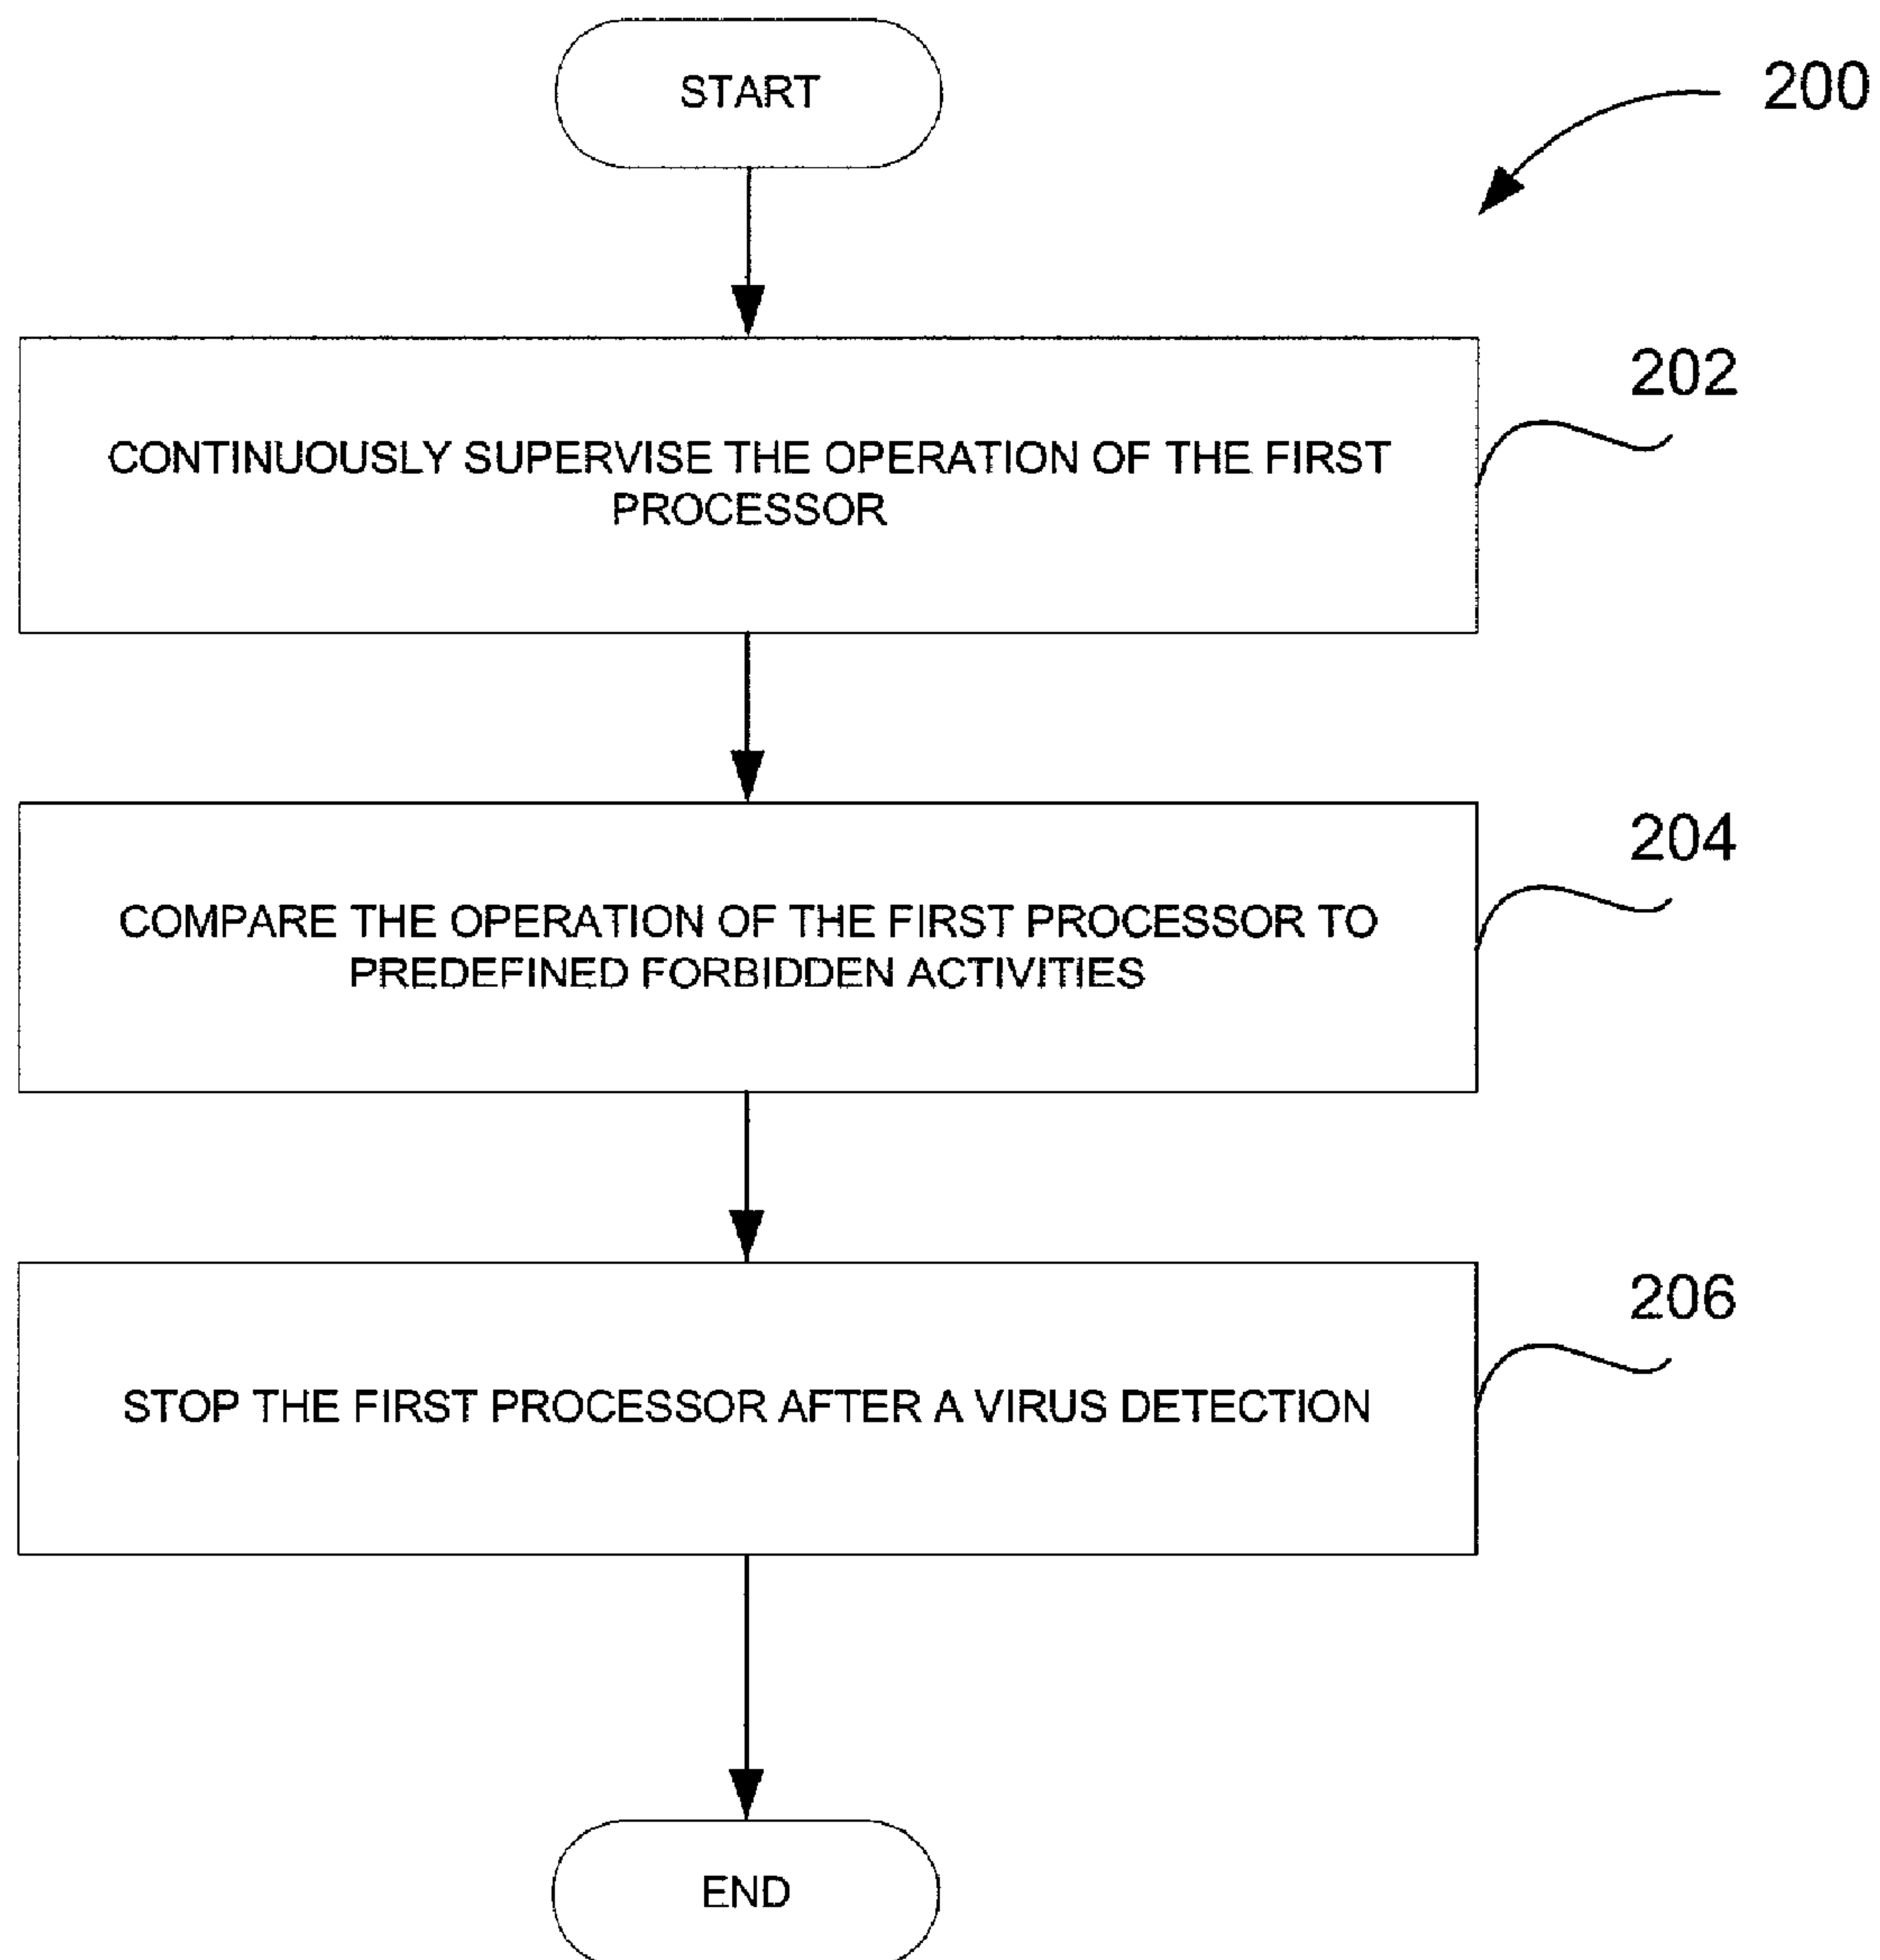 START
200
202
CONTINUOUSLY SUPERVISE THE OPERATION OF THE FIRST
PROCESSOR
204
COMPARE THE OPERATION OF THE FIRST PROCESSOR TO
PREDEFINED FORBIDDEN ACTIVITIES
206
STOP THE FIRST PROCESSOR AFTER A VIRUS DETECTION
END